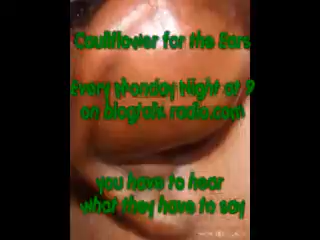 Cauliflower for the Ears
Every Monday Night at 9
on blogtalk radio.com
you have to hear
what they have to say